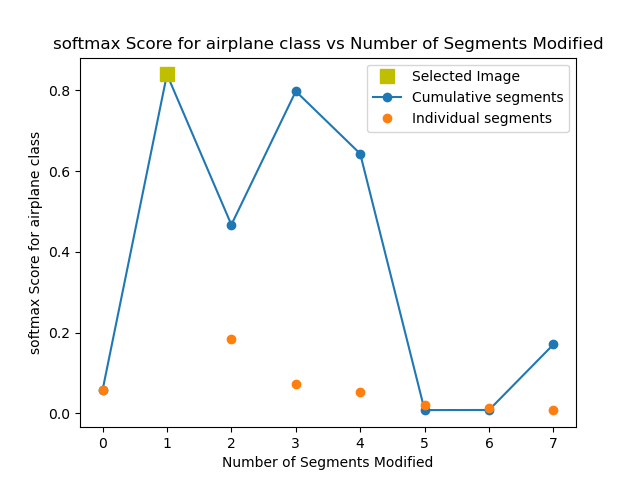 softmax Score for airplane class vs Number of Segments Modified
Selected Image
Cumulative segments
Individual segments
softmax Score for airplane class
0.8
0.6
0.4
0.2
0.0
0 1 2 3 4 5 6 7
Number of Segments Modified